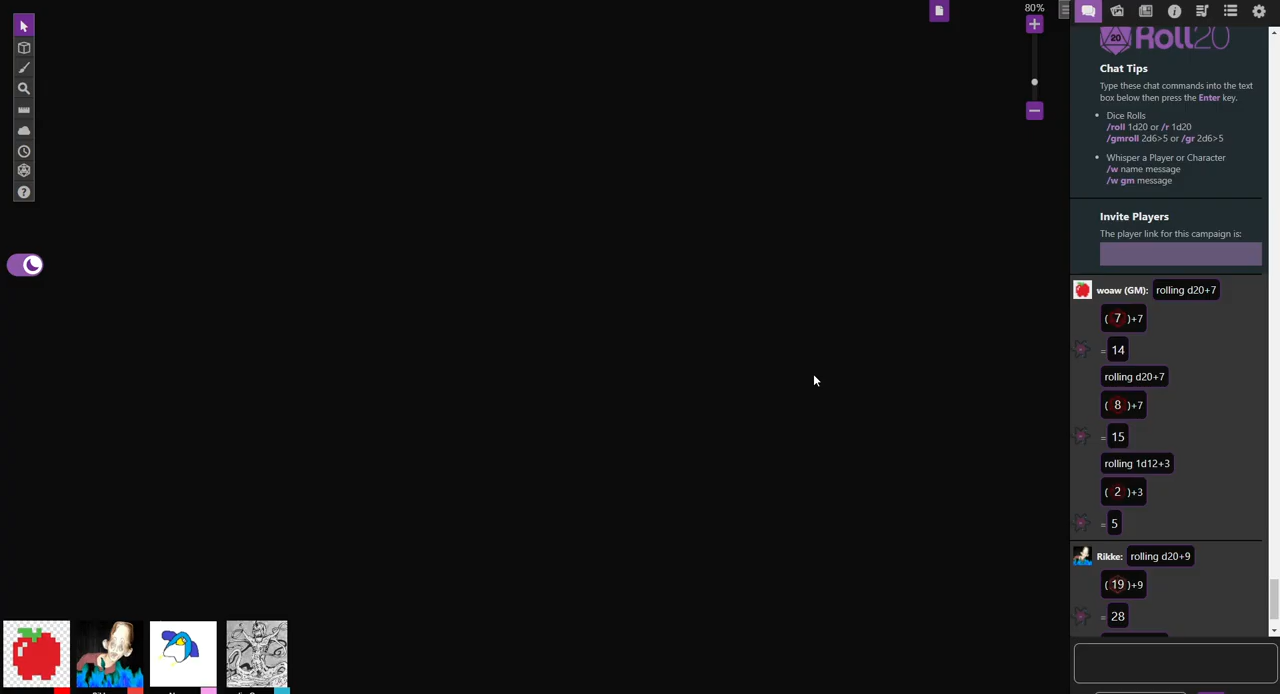 80%
20 Roll20
Chat Tips
Type these chat commands into the text
box below then press the Enter key.
Dice Rolls
/roll 1d20 or /r 1d20
/gmroll 2d6>5 or /gr 2d6>5
Whisper a Player or Character
/w name message
/w gm message
Invite Players
The player link for this campaign is:
woaw (GM): rolling d20+7
( 7 )+7
= 14
rolling d20+7
( 8 )+7
= 15
rolling 1d12+3
( 2 )+3
= 5
Rikke: rolling d20+9
( 19 )+9
= 28